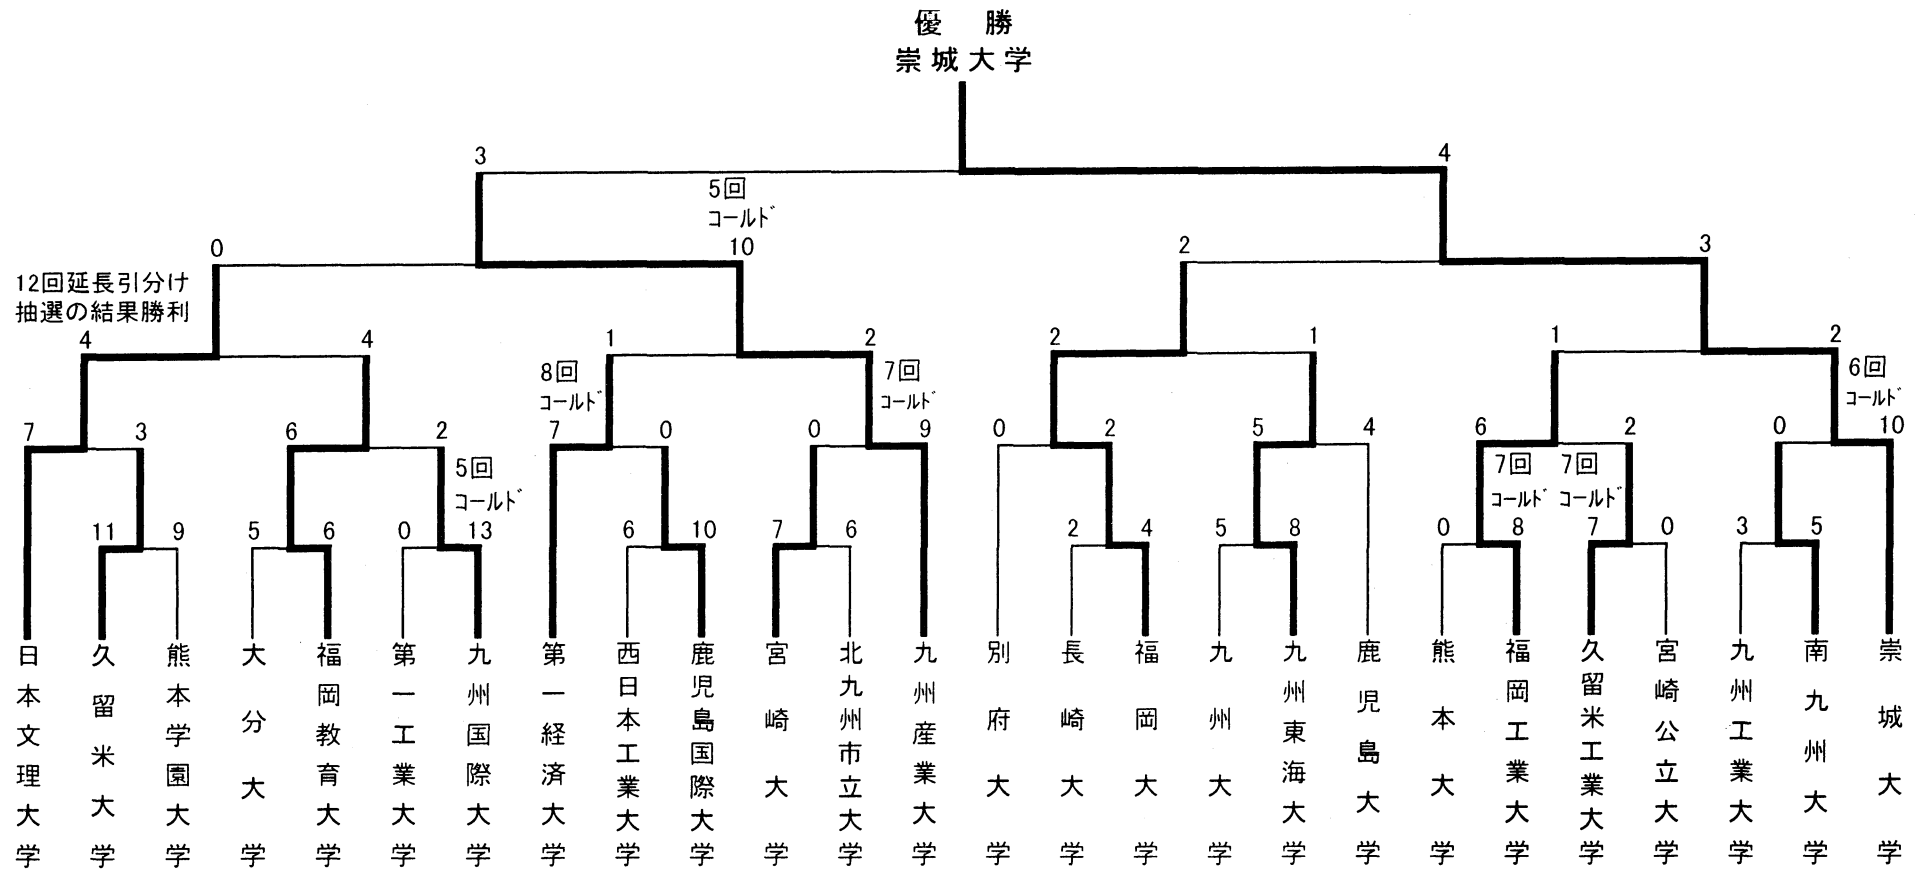 優 勝
崇城大学
3
4
5回
コールド
0
10
2
3
12回延長引分け
抽選の結果勝利
4
4
1
2
2
1
1
2
8回
コールド
7回
コールド
6回
コールド
7
3
6
2
7
0
0
9
0
2
5
4
6
2
0
10
5回
コールド
7回
コールド
7回
コールド
11
9
5
6
0
13
6
10
7
6
2
4
5
8
0
8
7
0
3
5
日本文理大学
久留米大学
熊本学園大学
大分大学
福岡教育大学
第一工業大学
九州国際大学
第一経済大学
西日本工業大学
鹿児島国際大学
宮崎大学
北九州市立大学
九州産業大学
別府大学
長崎大学
福岡大学
九州大学
九州東海大学
鹿児島大学
熊本大学
福岡工業大学
久留米工業大学
宮崎公立大学
九州工業大学
南九州大学
崇城大学